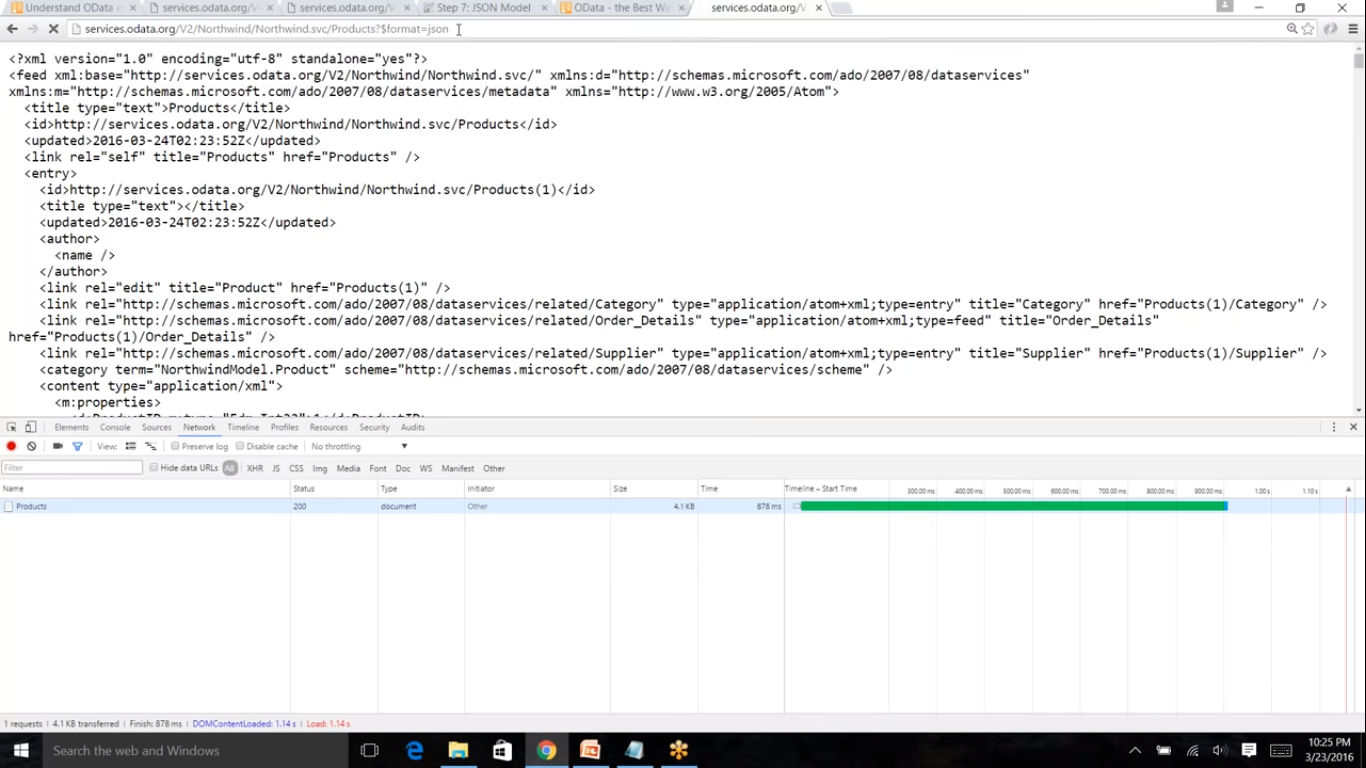 Understand OData i
services.odata.org/V
services.odata.org/V
Step 7: JSON Model
OData - the Best Wa
services.odata.org/V
services.odata.org/V2/Northwind/Northwind.svc/Products?$format=json
<?xml version="1.0" encoding="utf-8" standalone="yes"?>
<feed xml:base="http://services.odata.org/V2/Northwind/Northwind.svc/" xmlns:d="http://schemas.microsoft.com/ado/2007/08/dataservices"
xmlns:m="http://schemas.microsoft.com/ado/2007/08/dataservices/metadata" xmlns="http://www.w3.org/2005/Atom">
<title type="text">Products</title>
<id>http://services.odata.org/V2/Northwind/Northwind.svc/Products</id>
<updated>2016-03-24T02:23:52Z</updated>
<link rel="self" title="Products" href="Products" />
<entry>
<id>http://services.odata.org/V2/Northwind/Northwind.svc/Products(1)</id>
<title type="text"></title>
<updated>2016-03-24T02:23:52Z</updated>
<author>
<name />
</author>
<link rel="edit" title="Product" href="Products(1)" />
<link rel="http://schemas.microsoft.com/ado/2007/08/dataservices/related/Category" type="application/atom+xml;type=entry" title="Category" href="Products(1)/Category" />
<link rel="http://schemas.microsoft.com/ado/2007/08/dataservices/related/Order_Details" type="application/atom+xml;type=feed" title="Order_Details"
href="Products(1)/Order_Details" />
<link rel="http://schemas.microsoft.com/ado/2007/08/dataservices/related/Supplier" type="application/atom+xml;type=entry" title="Supplier" href="Products(1)/Supplier" />
<category term="NorthwindModel.Product" scheme="http://schemas.microsoft.com/ado/2007/08/dataservices/scheme" />
<content type="application/xml">
<m:properties>
Elements Console Sources Network Timeline Profiles Resources Security Audits
View: Preserve log Disable cache No throttling
Filter Hide data URLs All XHR JS CSS Img Media Font Doc WS Manifest Other
Name Status Type Initiator Size Time Timeline – Start Time 300.00 ms 400.00 ms 500.00 ms 600.00 ms 700.00 ms 800.00 ms 900.00 ms 1.00 s 1.10 s
Products 200 document Other 4.1 KB 878 ms
1 requests | 4.1 KB transferred | Finish: 878 ms | DOMContentLoaded: 1.14 s | Load: 1.14 s
Search the web and Windows
10:25 PM
3/23/2016